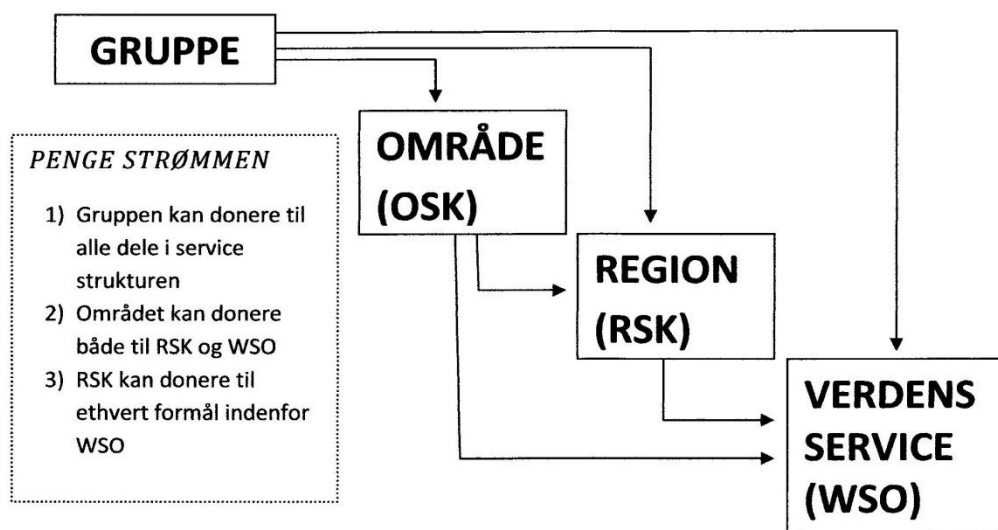 GRUPPE
OMRÅDE
(OSK)
PENGE STRØMMEN
1) Gruppen kan donere til
alle dele i service
strukturen
2) Området kan donere
både til RSK og WSO
3) RSK kan donere til
ethvert formål indenfor
WSO
REGION
(RSK)
VERDENS
SERVICE
(WSO)